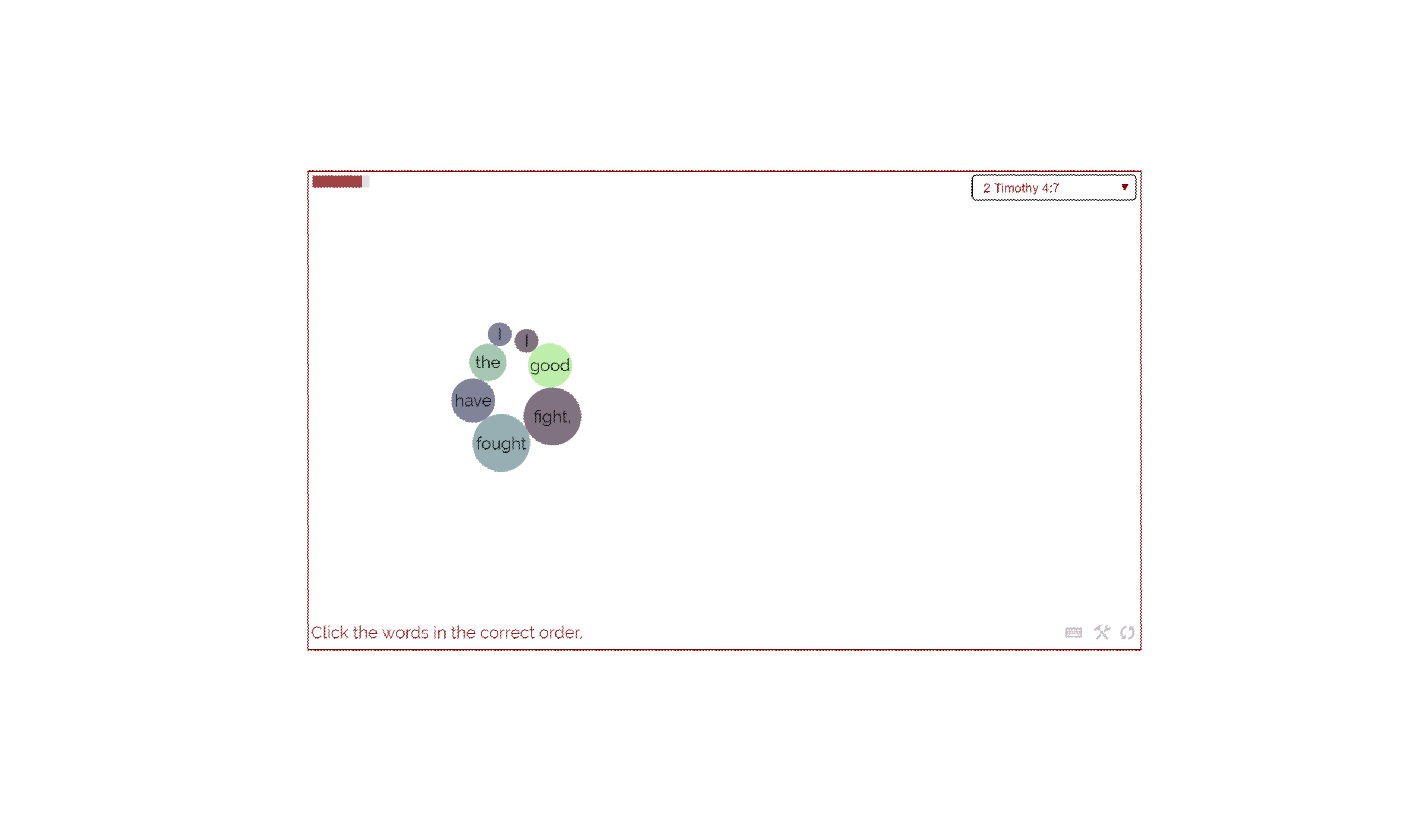 2 Timothy 4:7
I
I
the
good
have
fight,
fought
Click the words in the correct order.